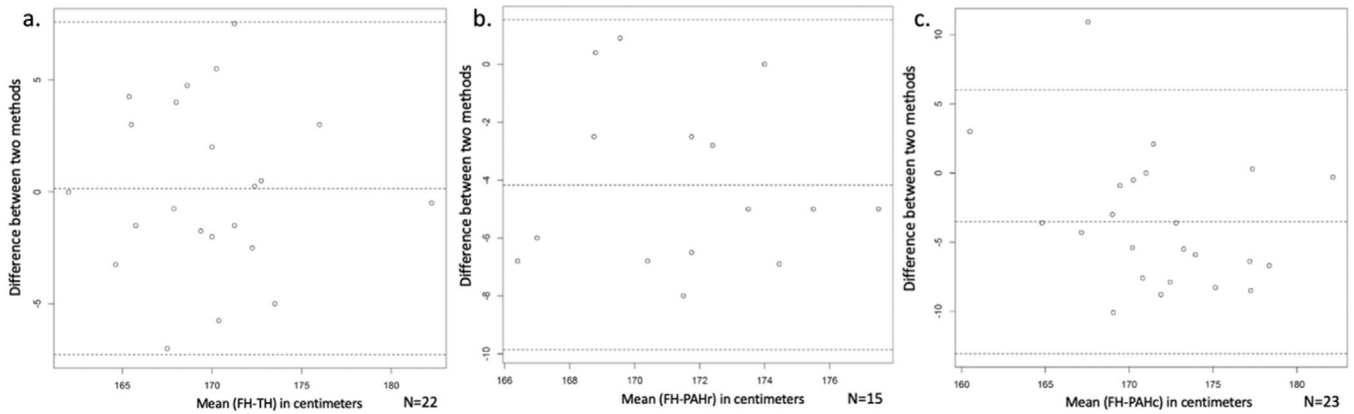 a.
Difference between two methods
5
0
-5
165 170 175 180
Mean (FH-TH) in centimeters N=22
b.
Difference between two methods
0
-2
-4
-6
-8
-10
166 168 170 172 174 176
Mean (FH-PAHr) in centimeters N=15
c.
Difference between two methods
10
5
0
-5
-10
160 165 170 175 180
Mean (FH-PAHc) in centimeters N=23